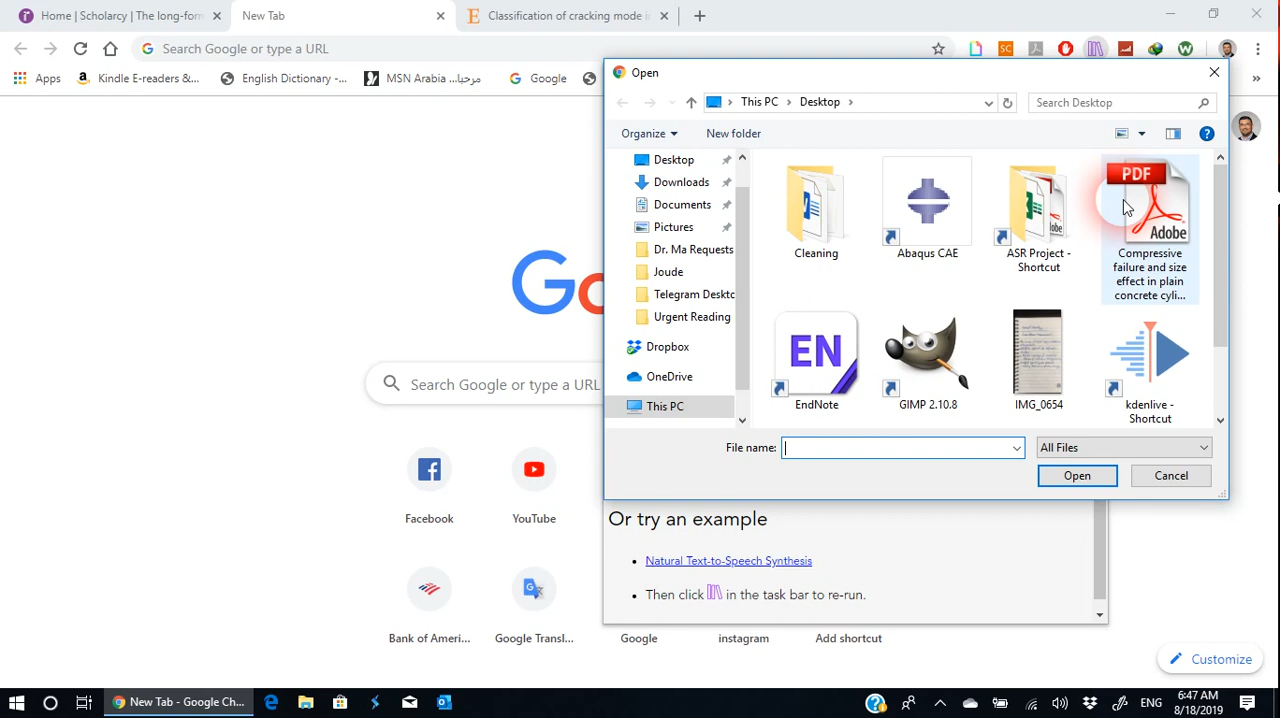 Home | Scholarcy | The long-form
New Tab
Classification of cracking mode i
Search Google or type a URL
Apps
Kindle E-readers &...
English Dictionary -...
MSN Arabia مرحبا...
Google
Open
This PC
Desktop
Search Desktop
Organize
New folder
Desktop
Downloads
Documents
Pictures
Dr. Ma Requests
Joude
Telegram Deskto
Urgent Reading
Dropbox
OneDrive
This PC
Cleaning
Abaqus CAE
ASR Project -
Shortcut
PDF
Adobe
Compressive
failure and size
effect in plain
concrete cyli...
EN
EndNote
GIMP 2.10.8
IMG_0654
kdenlive -
Shortcut
File name:
All Files
Open
Cancel
Go
Search Google or type a URL
Facebook
YouTube
Bank of Ameri...
Google Transl...
Google
instagram
Add shortcut
Or try an example
Natural Text-to-Speech Synthesis
Then click in the task bar to re-run.
Customize
New Tab - Google Ch...
ENG
6:47 AM
8/18/2019